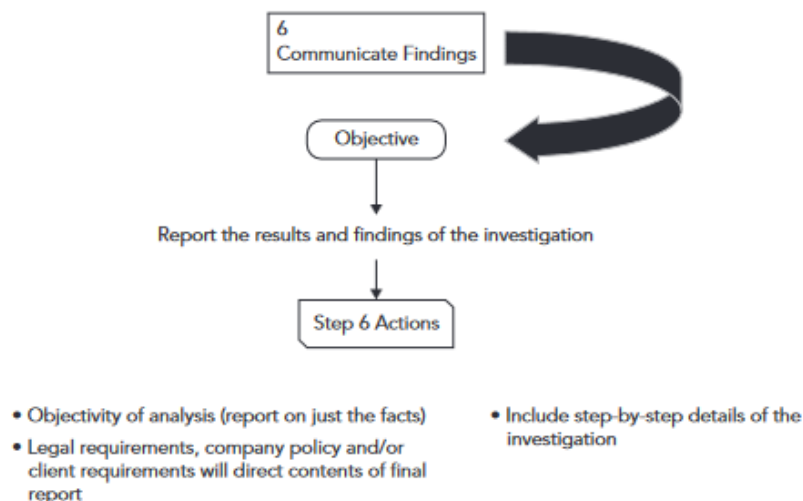 6
Communicate Findings
Objective
Report the results and findings of the investigation
Step 6 Actions
• Objectivity of analysis (report on just the facts)
• Legal requirements, company policy and/or
client requirements will direct contents of final
report
• Include step-by-step details of the
investigation